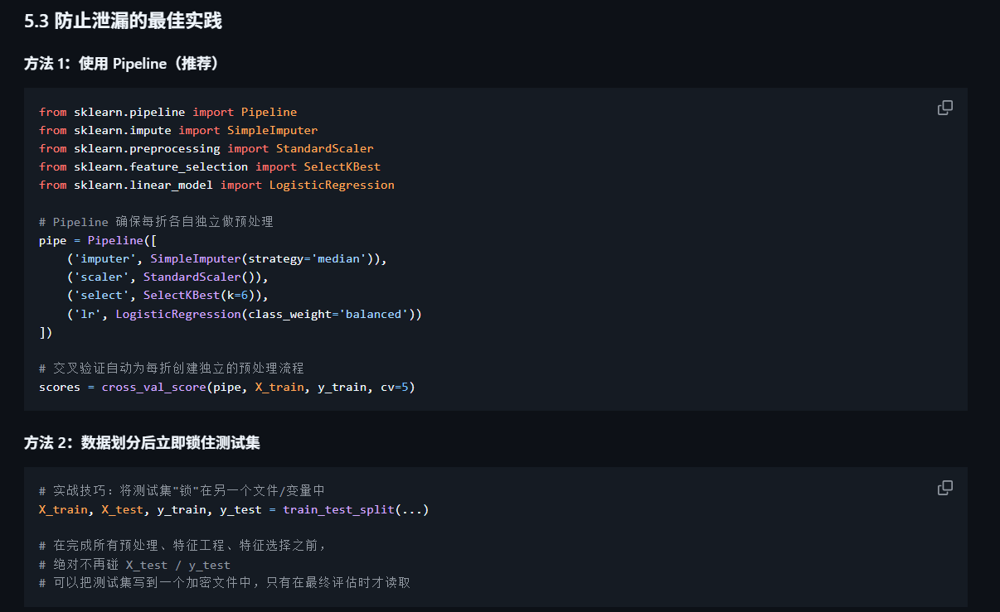 5.3 防止泄漏的最佳实践
方法 1：使用 Pipeline（推荐）
from sklearn.pipeline import Pipeline
from sklearn.impute import SimpleImputer
from sklearn.preprocessing import StandardScaler
from sklearn.feature_selection import SelectKBest
from sklearn.linear_model import LogisticRegression
# Pipeline 确保每折各自独立做预处理
pipe = Pipeline([
    ('imputer', SimpleImputer(strategy='median')),
    ('scaler', StandardScaler()),
    ('select', SelectKBest(k=6)),
    ('lr', LogisticRegression(class_weight='balanced'))
])
# 交叉验证自动为每折创建独立的预处理流程
scores = cross_val_score(pipe, X_train, y_train, cv=5)
方法 2：数据划分后立即锁住测试集
# 实战技巧：将测试集"锁"在另一个文件/变量中
X_train, X_test, y_train, y_test = train_test_split(...)
# 在完成所有预处理、特征工程、特征选择之前，
# 绝对不再碰 X_test / y_test
# 可以把测试集写到一个加密文件中，只有在最终评估时才读取